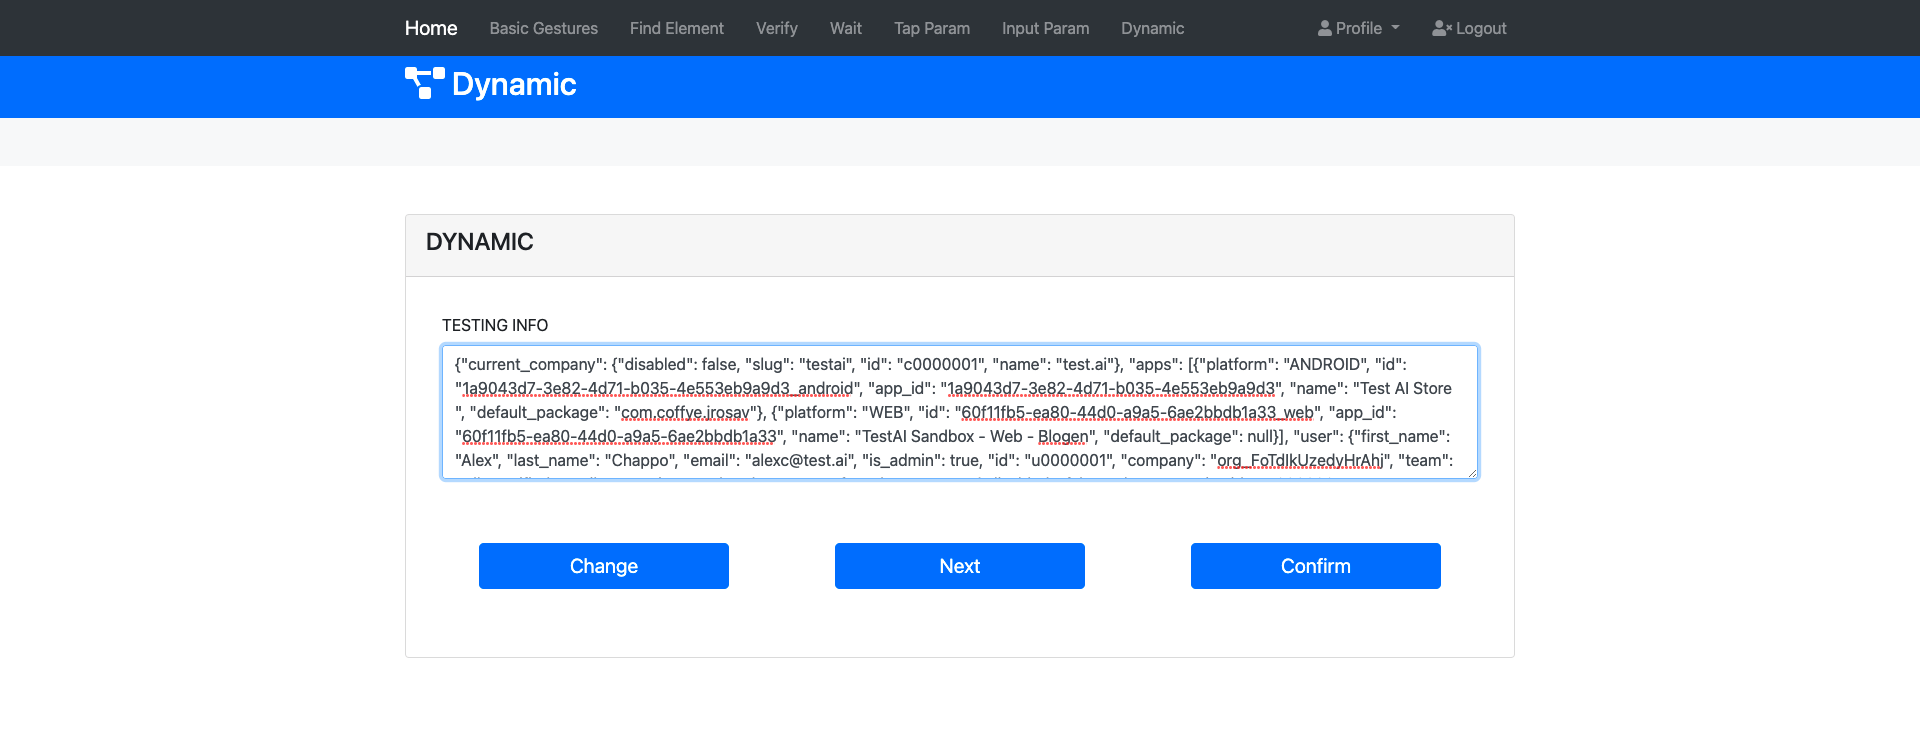 Home Basic Gestures Find Element Verify Wait Tap Param Input Param Dynamic Profile Logout
Dynamic
DYNAMIC
TESTING INFO
{"current_company": {"disabled": false, "slug": "testai", "id": "c0000001", "name": "test.ai"}, "apps": [{"platform": "ANDROID", "id":
"1a9043d7-3e82-4d71-b035-4e553eb9a9d3_android", "app_id": "1a9043d7-3e82-4d71-b035-4e553eb9a9d3", "name": "Test AI Store
", "default_package": "com.coffye.jrosav"}, {"platform": "WEB", "id": "60f11fb5-ea80-44d0-a9a5-6ae2bbdb1a33_web", "app_id":
"60f11fb5-ea80-44d0-a9a5-6ae2bbdb1a33", "name": "TestAI Sandbox - Web - Blogen", "default_package": null}], "user": {"first_name":
"Alex", "last_name": "Chappo", "email": "alexc@test.ai", "is_admin": true, "id": "u0000001", "company": "org_FoTdIkUzedyHrAhj", "team":
Change Next Confirm